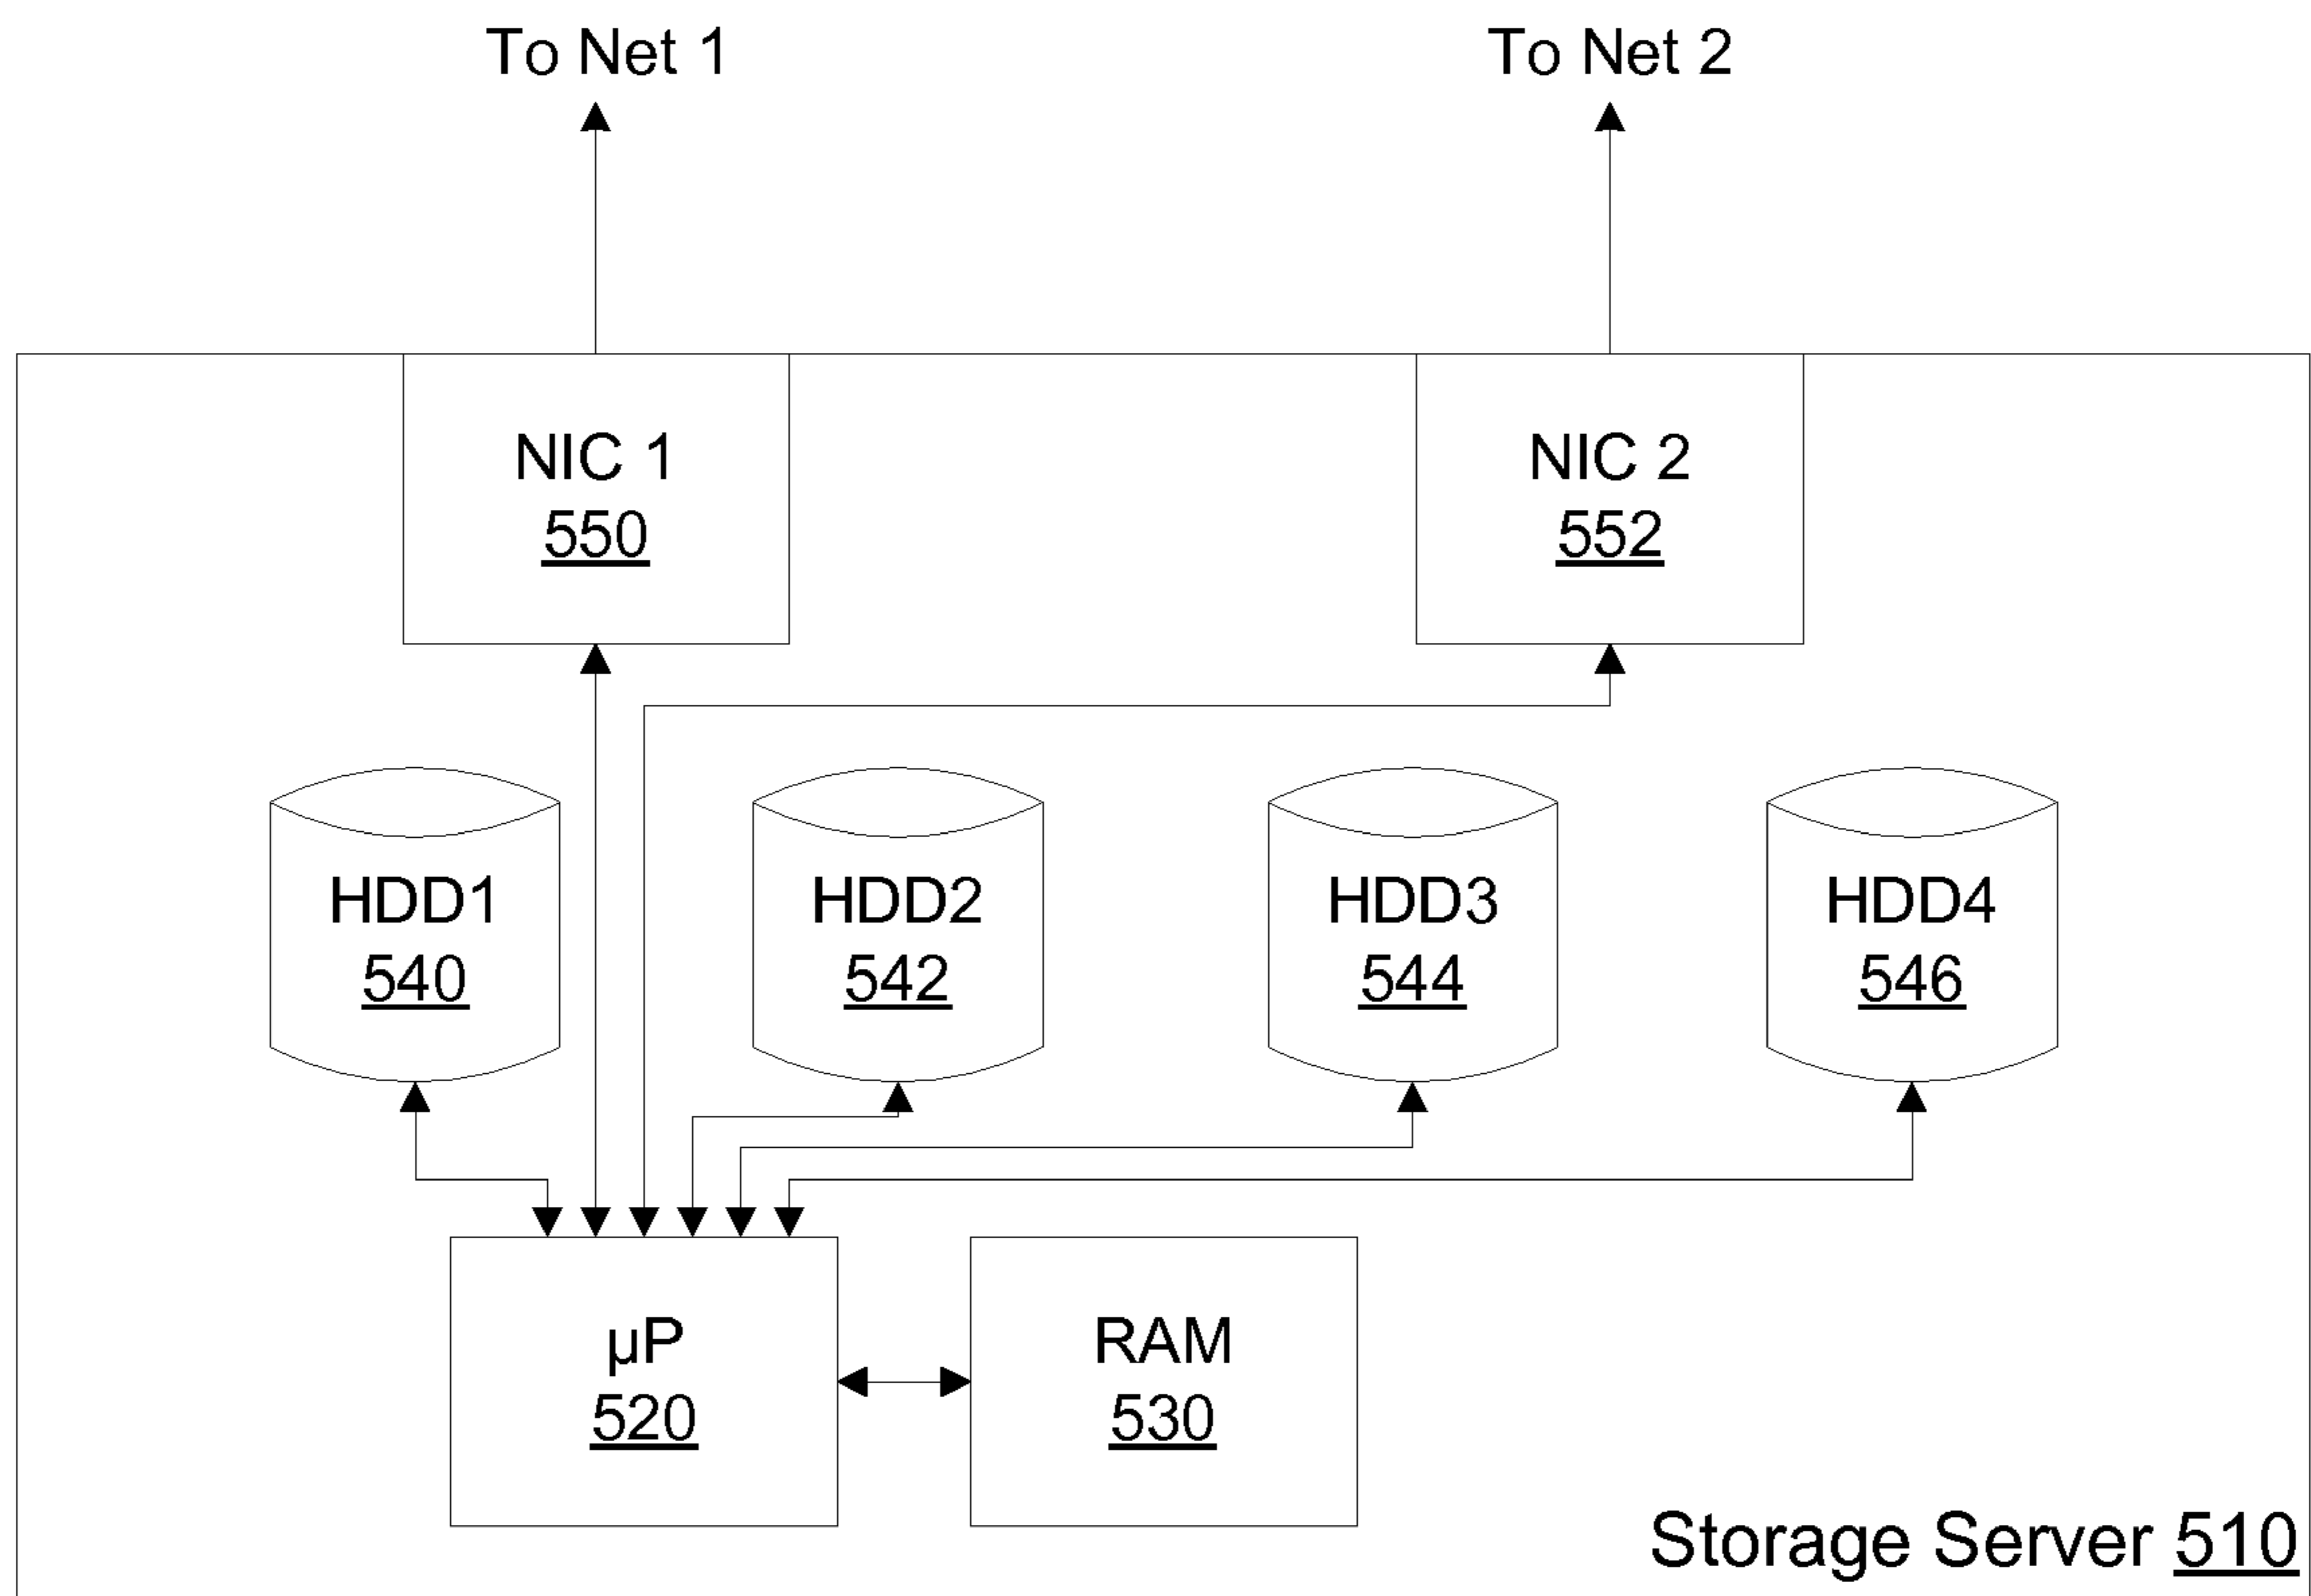 To Net 1
To Net 2
NIC 1
550
NIC 2
552
HDD1
540
HDD2
542
HDD3
544
HDD4
546
µP
520
RAM
530
Storage Server 510